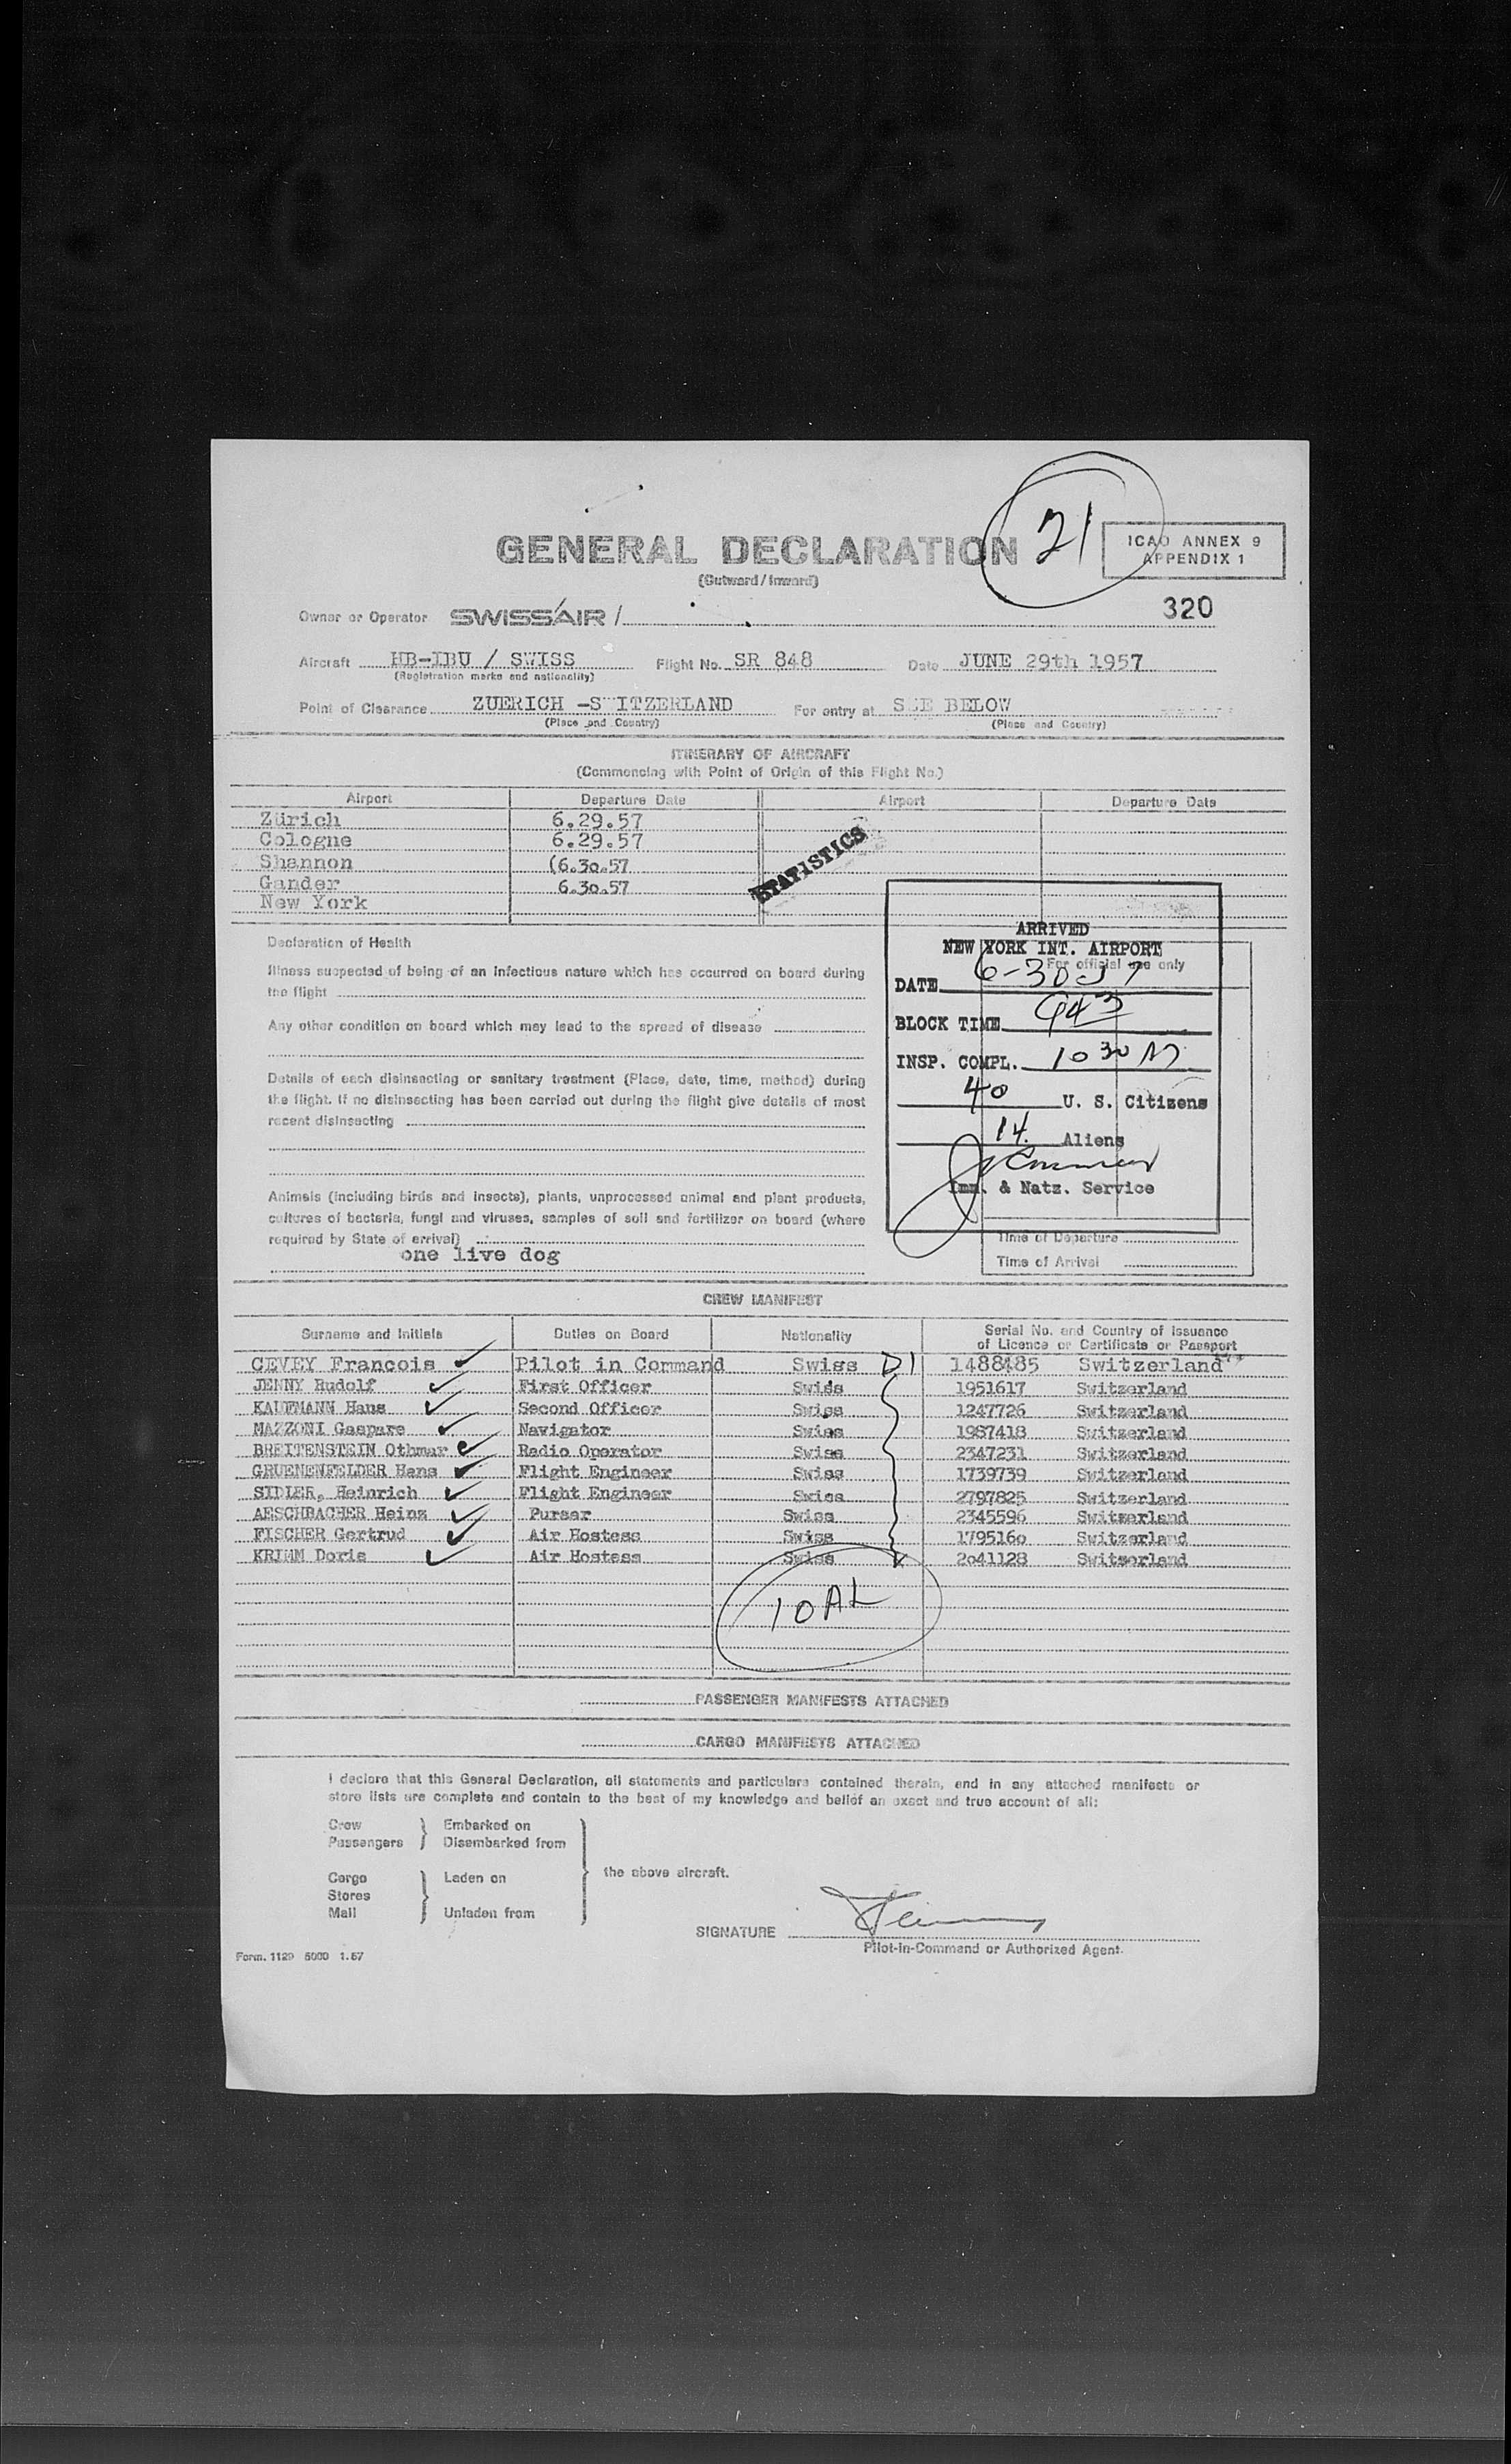 21
GENERAL DECLARATION
(Outward/Inward)
ICAO ANNEX 9
APPENDIX 1
Owner or Operator SWISSAIR /
320
Aircraft HB-IBU / SWISS Flight No. SR 848 Date JUNE 29th 1957
(Registration marks and nationality)
Point of Clearance ZUERICH -S ITZERLAND For entry at SEE BELOW
(Place and Country) (Place and Country)
ITINERARY OF AIRCRAFT
(Commencing with Point of Origin of this Flight No.)
Airport Departure Date Airport Departure Date
Zürich 6.29.57
Cologne 6.29.57
Shannon (6.30.57
Gander 6.30.57
New York
STATISTICS
ARRIVED
NEW YORK INT. AIRPORT
For official use only
DATE 6-30 57
BLOCK TIME 943
INSP. COMPL. 10 30 M
40 U. S. Citizens
14 Aliens
Imm. & Natz. Service
Time of Departure
Time of Arrival
Declaration of Health
Illness suspected of being of an infectious nature which has occurred on board during
the flight
Any other condition on board which may lead to the spread of disease
Details of each disinsecting or sanitary treatment (Place, date, time, method) during
the flight. If no disinsecting has been carried out during the flight give details of most
recent disinsecting
Animals (including birds and insects), plants, unprocessed animal and plant products,
cultures of bacteria, fungi and viruses, samples of soil and fertilizer on board (where
required by State of arrival)
one live dog
CREW MANIFEST
Surname and Initials Duties on Board Nationality Serial No. and Country of Issuance
of Licence or Certificate or Passport
CEVEY Francois Pilot in Command Swiss D1 1488485 Switzerland
JENNY Rudolf First Officer Swiss 1951617 Switzerland
KAUFMANN Hans Second Officer Swiss 1247726 Switzerland
MAZZONI Gaspare Navigator Swiss 1987418 Switzerland
BREITENSTEIN Othmar Radio Operator Swiss 2347231 Switzerland
GRUENENFELDER Hans Flight Engineer Swiss 1739739 Switzerland
SIDLER, Heinrich Flight Engineer Swiss 2797825 Switzerland
AESCHBACHER Heinz Purser Swiss 2345596 Switzerland
FISCHER Gertrud Air Hostess Swiss 1795160 Switzerland
KRIMM Doris Air Hostess Swiss 2041128 Switzerland
10 AL
PASSENGER MANIFESTS ATTACHED
CARGO MANIFESTS ATTACHED
I declare that this General Declaration, all statements and particulars contained therein, and in any attached manifests or
store lists are complete and contain to the best of my knowledge and belief an exact and true account of all:
Crew Embarked on
Passengers Disembarked from
the above aircraft.
Cargo Laden on
Stores
Mail Unladen from
SIGNATURE
Pilot-in-Command or Authorized Agent.
Form. 1129 5000 1.57